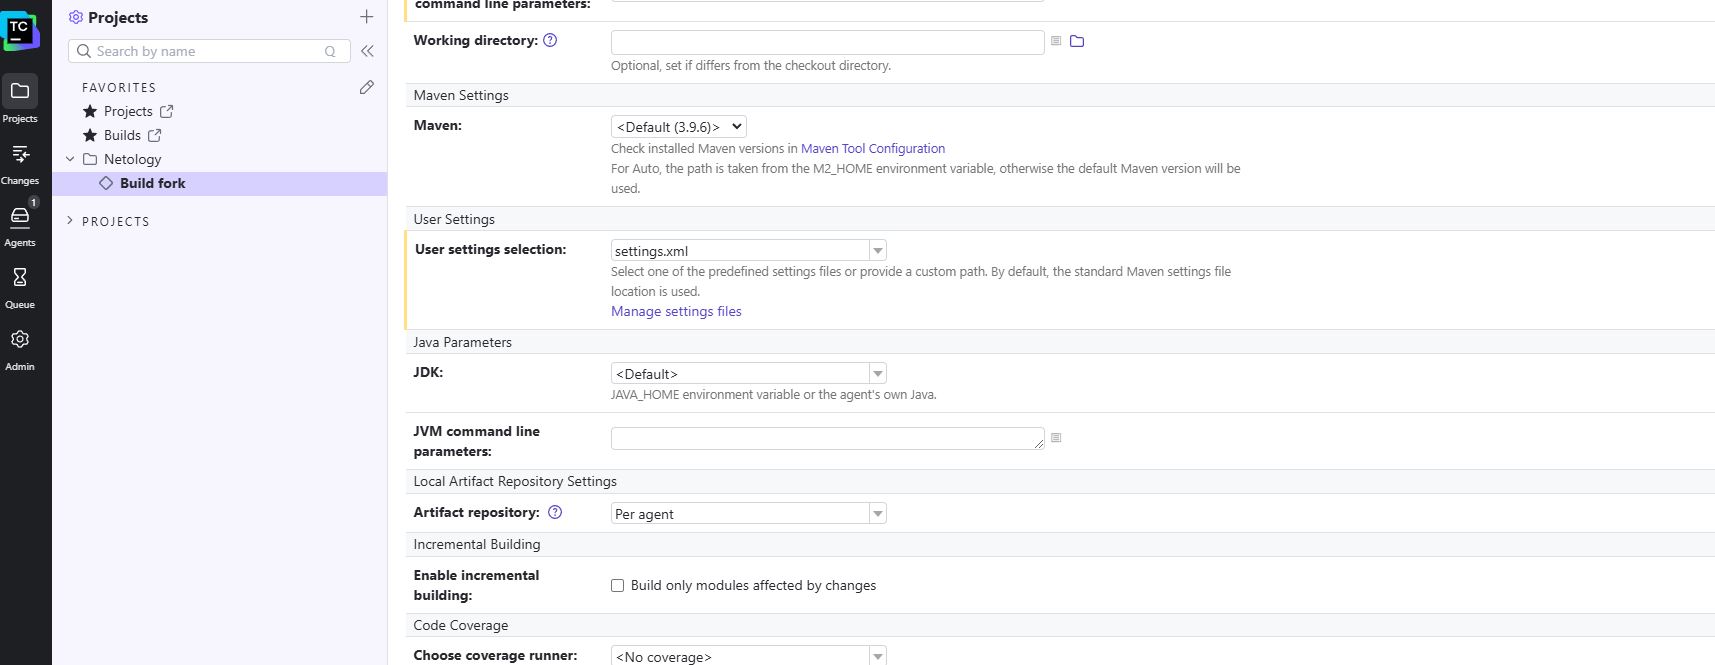 TC
Projects
Search by name
Q
FAVORITES
Projects
Builds
Netology
Build fork
PROJECTS
Projects
Changes
1
Agents
Queue
Admin
command line parameters:
Working directory: ?
Optional, set if differs from the checkout directory.
Maven Settings
Maven: <Default (3.9.6)>
Check installed Maven versions in Maven Tool Configuration
For Auto, the path is taken from the M2_HOME environment variable, otherwise the default Maven version will be
used.
User Settings
User settings selection: settings.xml
Select one of the predefined settings files or provide a custom path. By default, the standard Maven settings file
location is used.
Manage settings files
Java Parameters
JDK: <Default>
JAVA_HOME environment variable or the agent's own Java.
JVM command line
parameters:
Local Artifact Repository Settings
Artifact repository: ? Per agent
Incremental Building
Enable incremental
building:
Build only modules affected by changes
Code Coverage
Choose coverage runner: <No coverage>